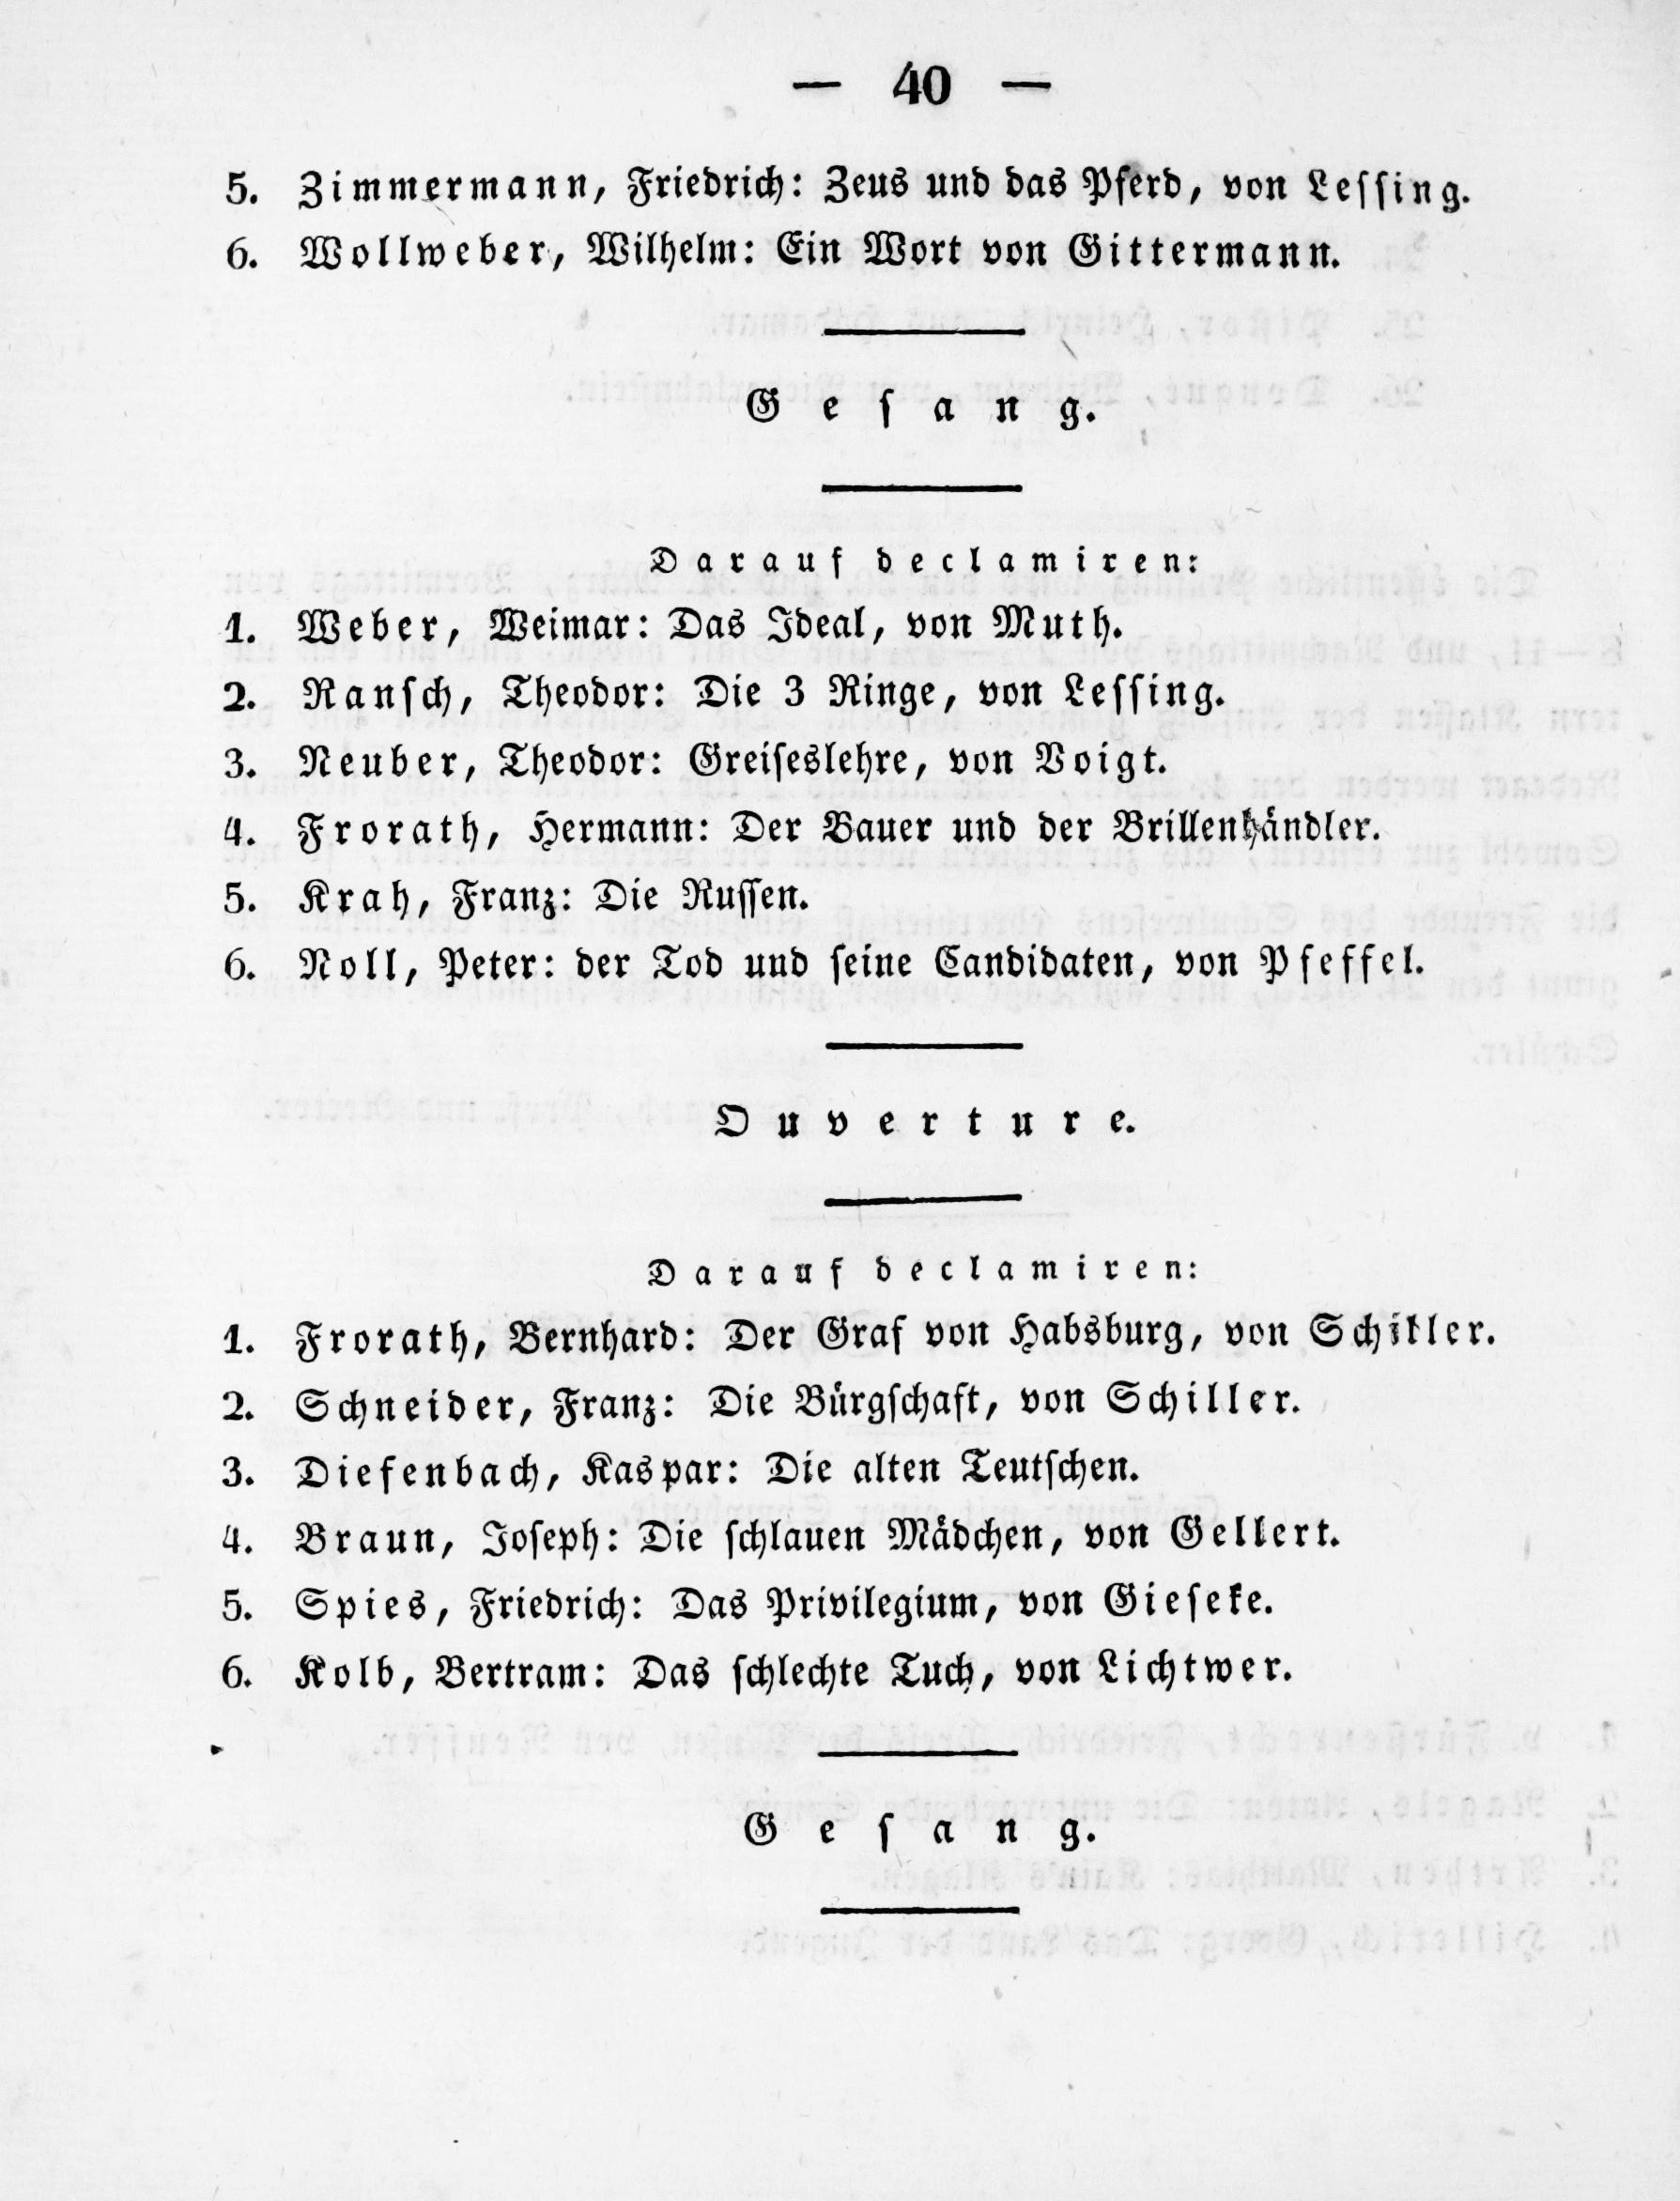 — 40 —
5. Zimmermann, Friedrich: Zeus und das Pferd, von Lessing.
6. Wollweber, Wilhelm: Ein Wort von Gittermann.
Gesang.
Darauf declamiren:
1. Weber, Weimar: Das Ideal, von Muth.
2. Ransch, Theodor: Die 3 Ringe, von Lessing.
3. Neuber, Theodor: Greiseslehre, von Voigt.
4. Frorath, Hermann: Der Bauer und der Brillenhändler.
5. Krah, Franz: Die Russen.
6. Noll, Peter: der Tod und seine Candidaten, von Pfeffel.
Ouverture.
Darauf declamiren:
1. Frorath, Bernhard: Der Graf von Habsburg, von Schiller.
2. Schneider, Franz: Die Bürgschaft, von Schiller.
3. Diefenbach, Kaspar: Die alten Teutschen.
4. Braun, Joseph: Die schlauen Mädchen, von Gellert.
5. Spies, Friedrich: Das Privilegium, von Gieseke.
6. Kolb, Bertram: Das schlechte Tuch, von Lichtwer.
Gesang.